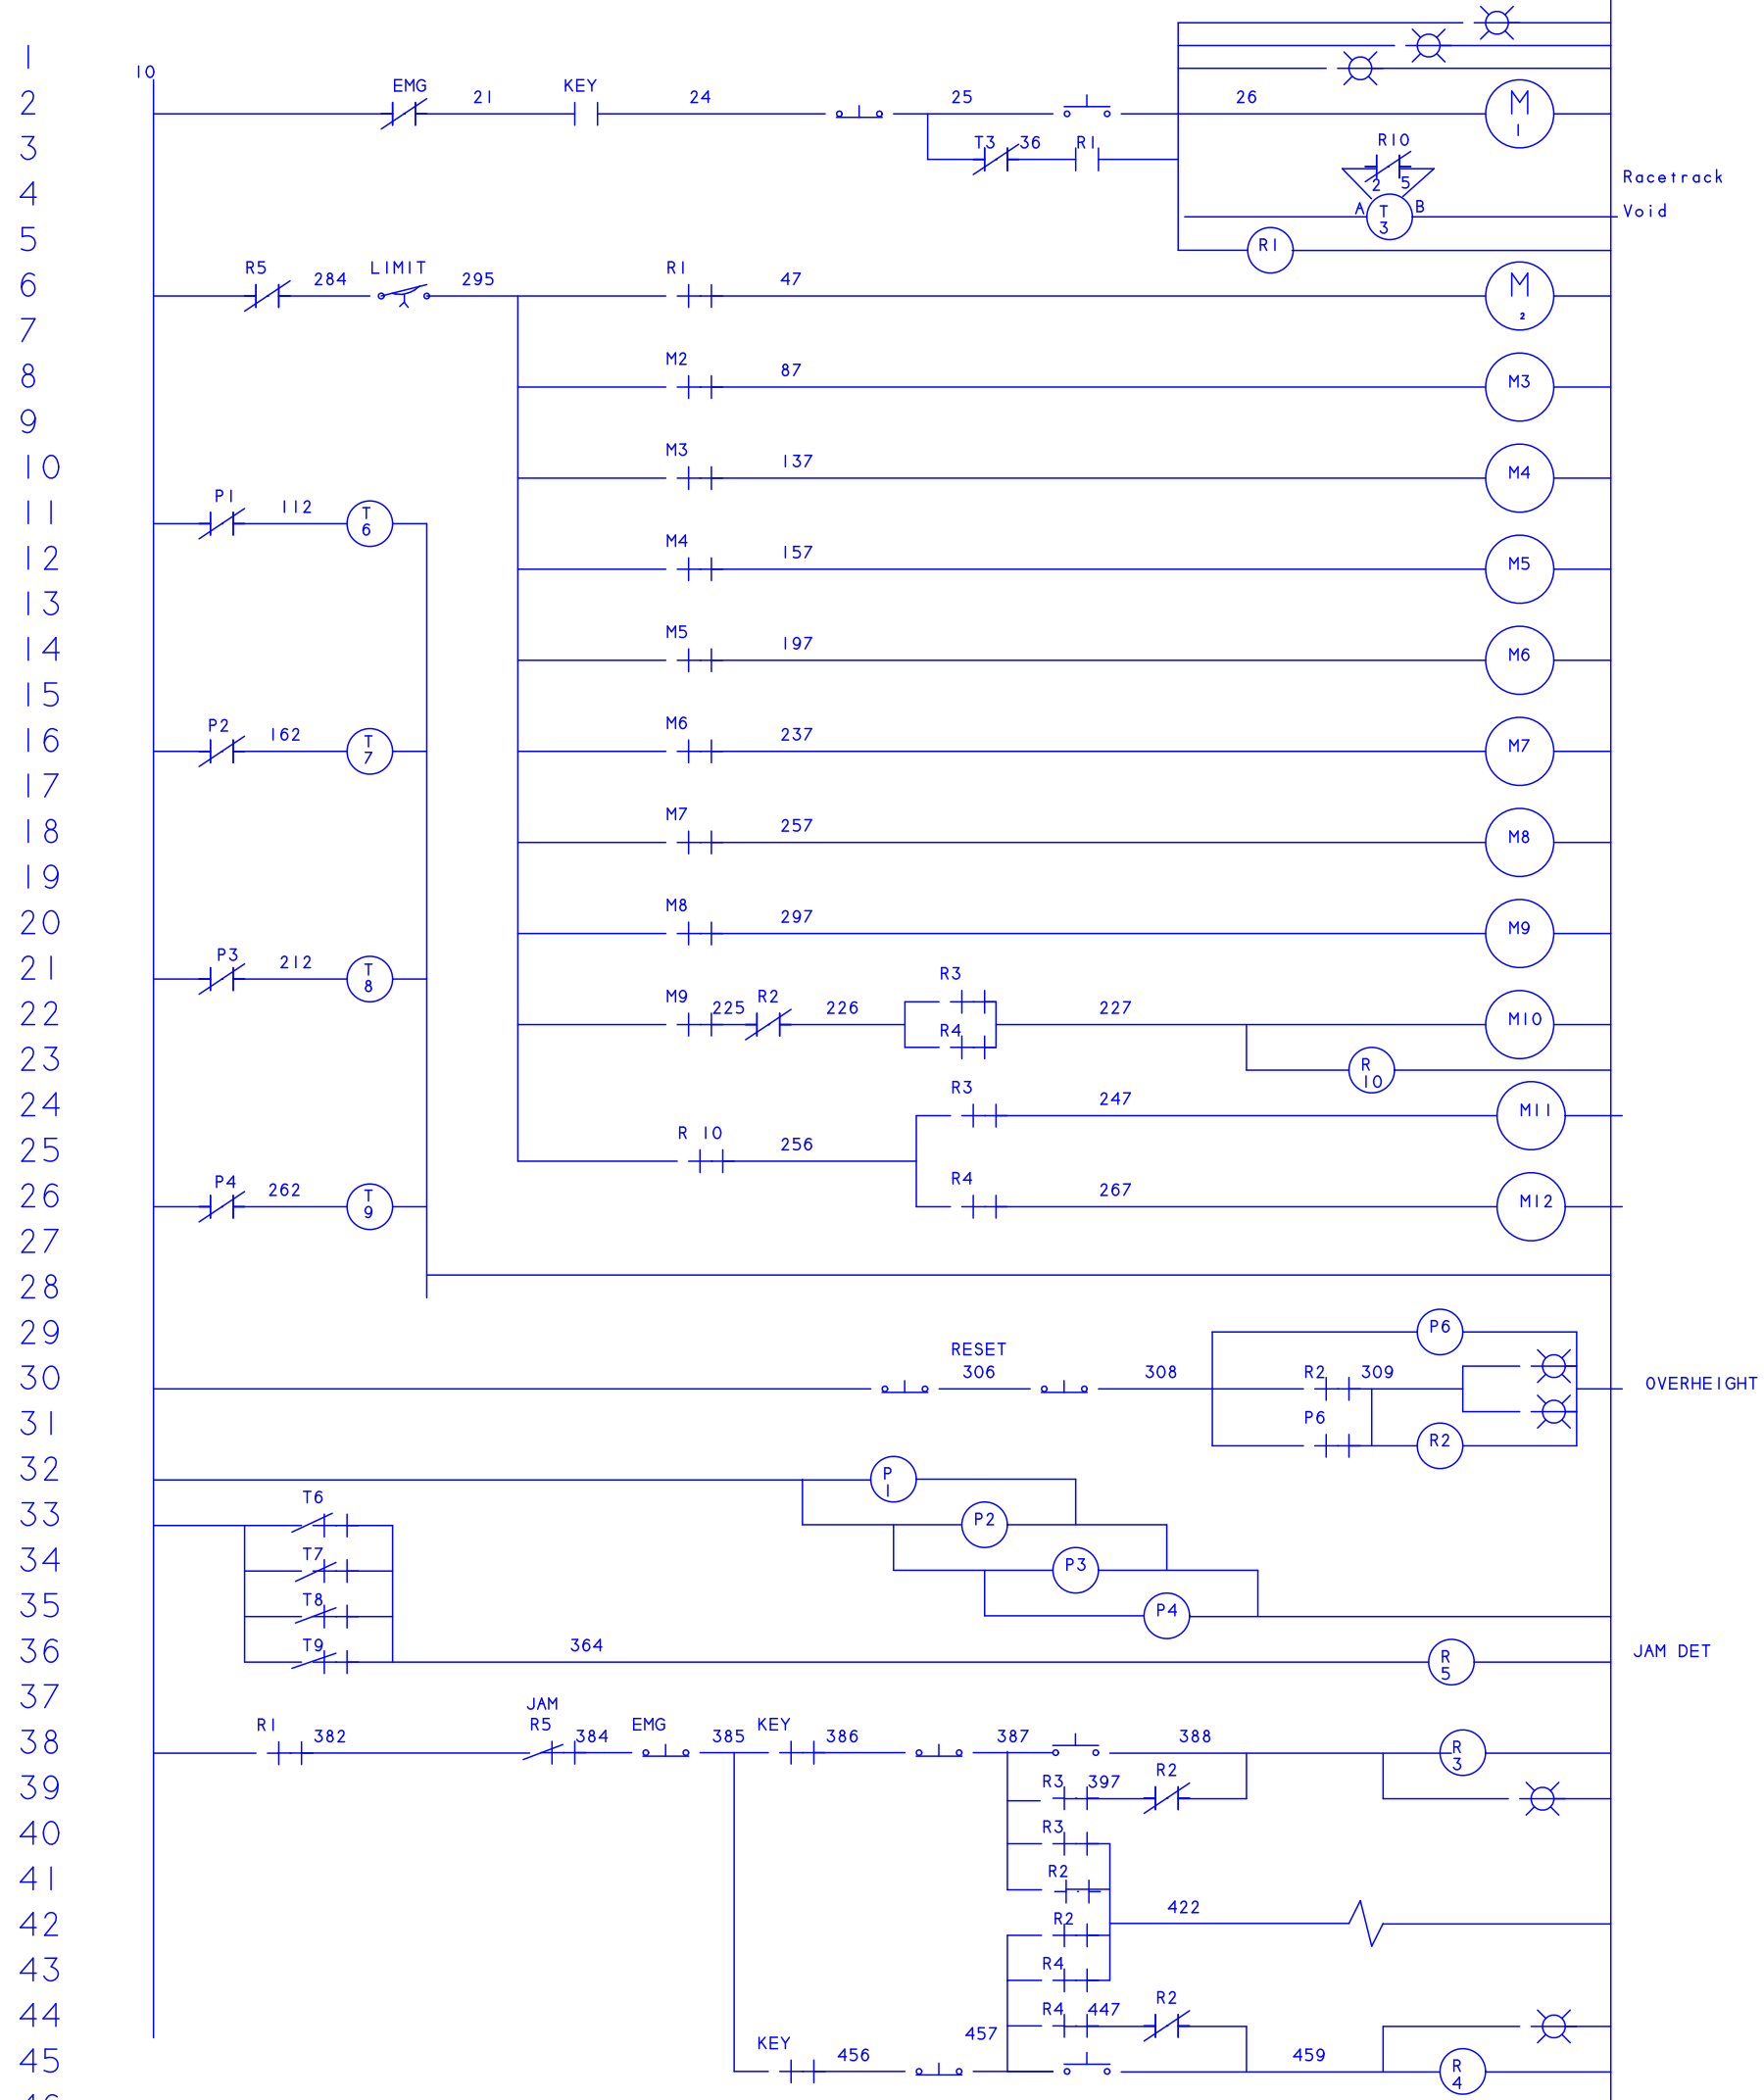 1
10
EMG 21 KEY 24 25 26 M 1
2
3
T3 36 R1 R10
4
2 5 Racetrack
A T 3 B Void
5
R1
6
R5 284 LIMIT 295 R1 47 M 2
7
8
M2 87 M3
9
10
M3 137 M4
11
P1 112 T 6
12
M4 157 M5
13
14
M5 197 M6
15
16
P2 162 T 7 M6 237 M7
17
18
M7 257 M8
19
20
M8 297 M9
21
P3 212 T 8 R3
22
M9 225 R2 226 R4 227 M10
23
R 10
24
R3 247 M11
25
R 10 256
26
P4 262 T 9 R4 267 M12
27
28
29
P6
RESET
30
306 308 R2 309 OVERHEIGHT
31
P6 R2
32
P 1
33
T6 P2
34
T7 P3
35
T8 P4
36
T9 364 R 5 JAM DET
37
JAM
38
R1 382 R5 384 EMG 385 KEY 386 387 388 R 3
39
R3 397 R2
40
R3
41
R2
42
R2 422
43
R4
44
R4 447 R2
45
KEY 456 457 459 R 4
46